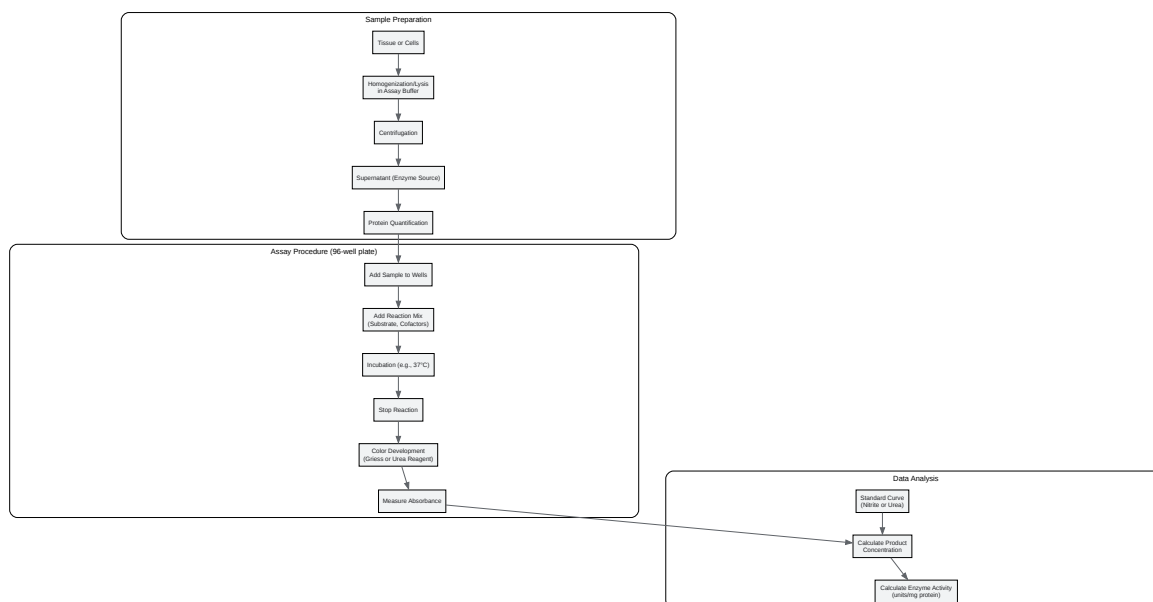 Sample Preparation
Tissue or Cells
Homogenization/Lysis
in Assay Buffer
Centrifugation
Supernatant (Enzyme Source)
Protein Quantification
Assay Procedure (96-well plate)
Add Sample to Wells
Add Reaction Mix
(Substrate, Cofactors)
Incubation (e.g., 37°C)
Stop Reaction
Color Development
(Griess or Urea Reagent)
Measure Absorbance
Data Analysis
Standard Curve
(Nitrite or Urea)
Calculate Product
Concentration
Calculate Enzyme Activity
(units/mg protein)